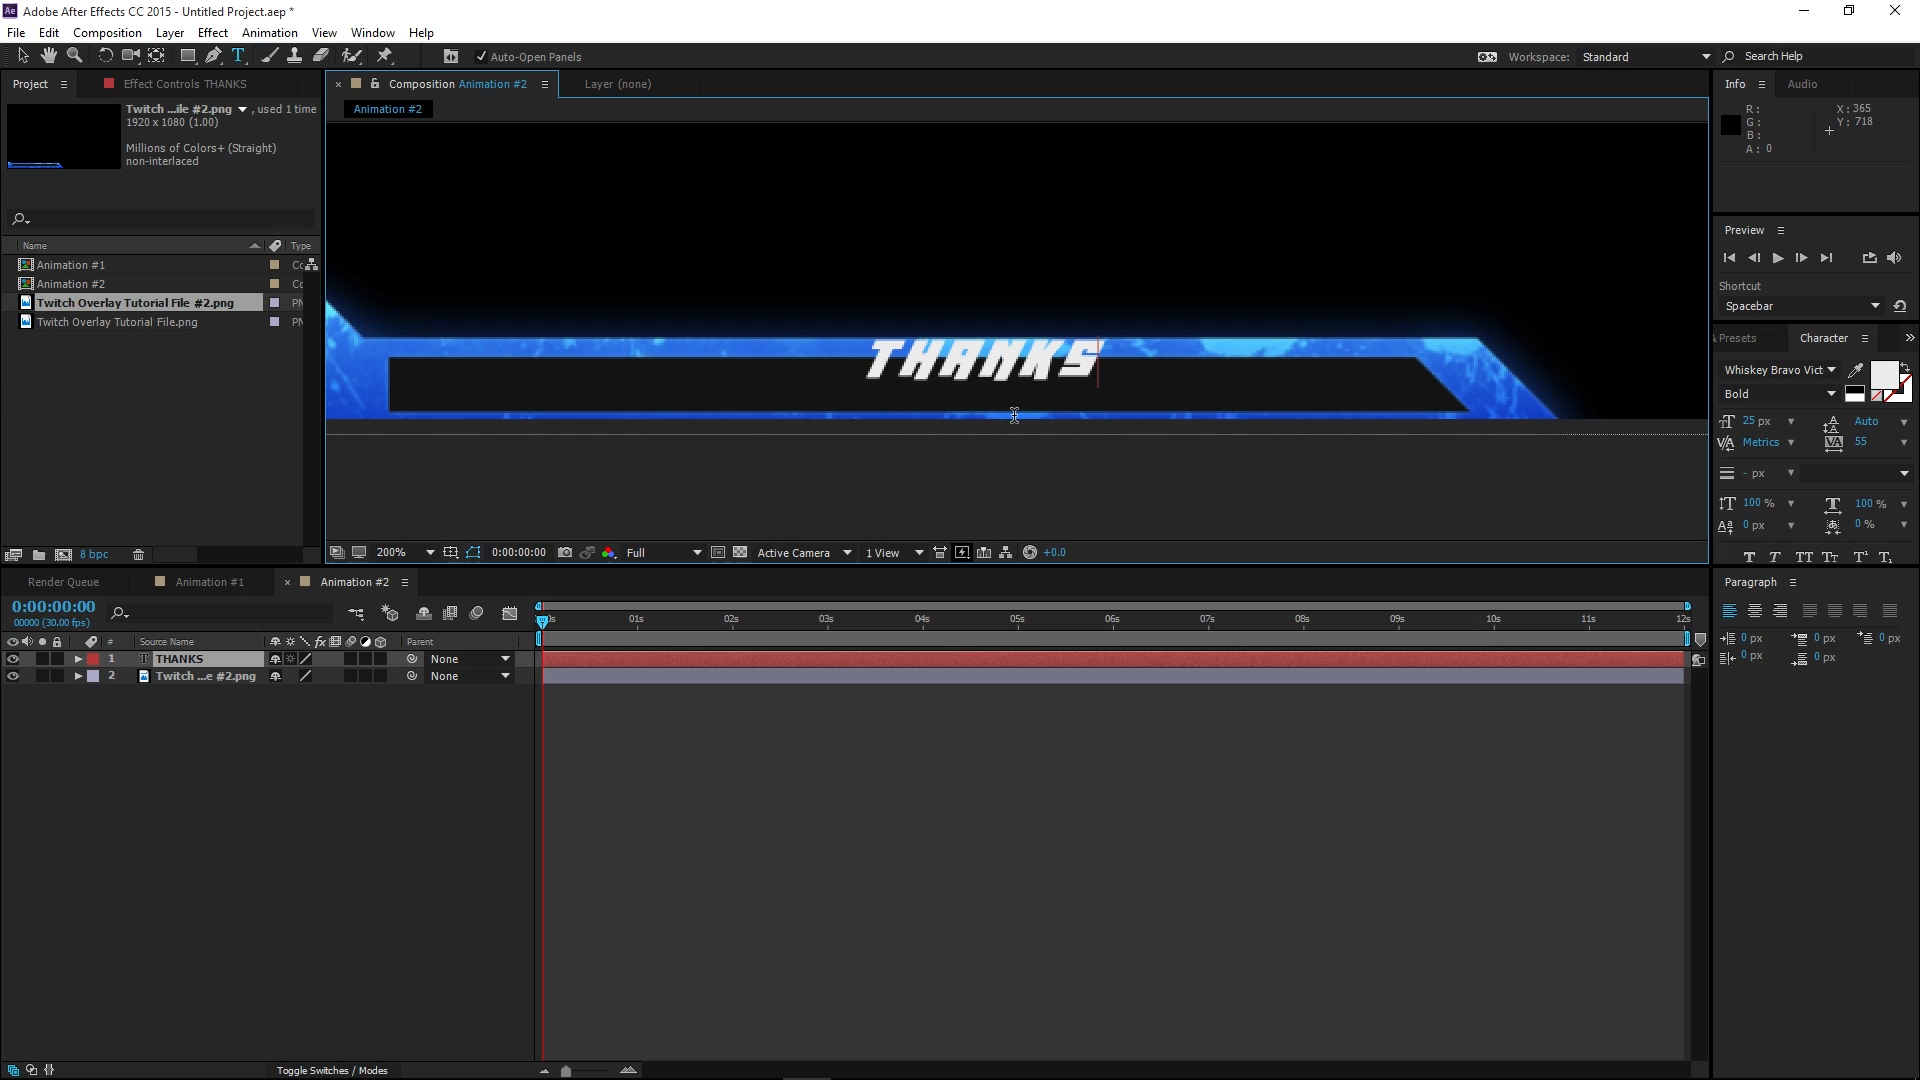 Adobe After Effects CC 2015 - Untitled Project.aep *
File Edit Composition Layer Effect Animation View Window Help
Auto-Open Panels
Workspace: Standard
Search Help
Project
Effect Controls THANKS
Composition Animation #2
Layer (none)
Animation #2
Twitch ...ile #2.png , used 1 time
1920 x 1080 (1.00)
Millions of Colors+ (Straight)
non-interlaced
Name Type
Animation #1
Animation #2
Twitch Overlay Tutorial File #2.png
Twitch Overlay Tutorial File.png
8 bpc
THANKS
200% 0:00:00:00 Full Active Camera 1 View +0.0
Info Audio
R: X: 365
G: Y: 718
B:
A: 0
Preview
Shortcut
Spacebar
Presets Character
Whiskey Bravo Vict
Bold
25 px Auto
Metrics 55
- px
100 % 100 %
0 px 0 %
Render Queue Animation #1 Animation #2
0:00:00:00
00000 (30.00 fps)
# Source Name Parent
1 THANKS None
2 Twitch ...e #2.png None
01s 02s 03s 04s 05s 06s 07s 08s 09s 10s 11s 12s
Toggle Switches / Modes
Paragraph
0 px 0 px 0 px
0 px 0 px